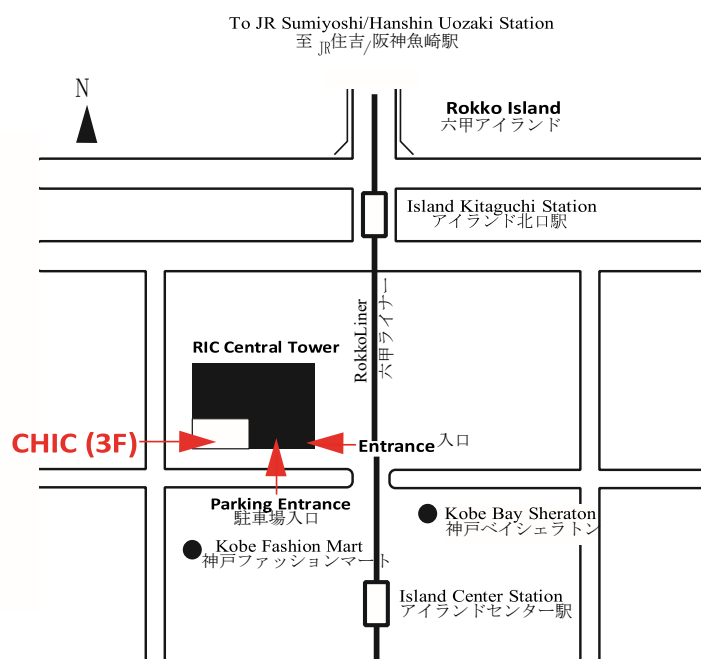 To JR Sumiyoshi/Hanshin Uozaki Station
至 JR住吉/阪神魚崎駅
N
Rokko Island
六甲アイランド
Island Kitaguchi Station
アイランド北口駅
RokkoLiner
六甲ライナー
RIC Central Tower
CHIC (3F)
Entrance 入口
Parking Entrance
駐車場入口
Kobe Bay Sheraton
神戸ベイシェラトン
Kobe Fashion Mart
神戸ファッションマート
Island Center Station
アイランドセンター駅